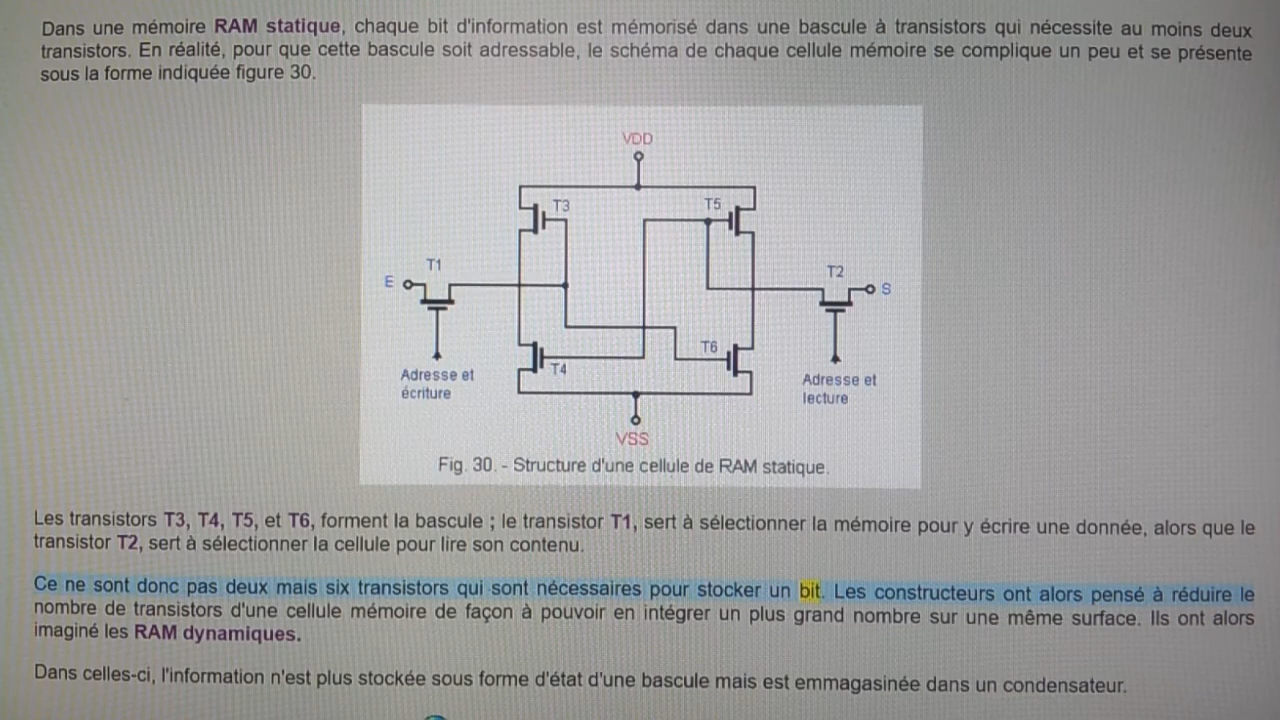 Dans une mémoire RAM statique, chaque bit d'information est mémorisé dans une bascule à transistors qui nécessite au moins deux
transistors. En réalité, pour que cette bascule soit adressable, le schéma de chaque cellule mémoire se complique un peu et se présente
sous la forme indiquée figure 30.
VDD
T3
T5
T1
T2
E
S
T6
T4
Adresse et
écriture
Adresse et
lecture
VSS
Fig. 30. - Structure d'une cellule de RAM statique.
Les transistors T3, T4, T5, et T6, forment la bascule ; le transistor T1, sert à sélectionner la mémoire pour y écrire une donnée, alors que le
transistor T2, sert à sélectionner la cellule pour lire son contenu.
Ce ne sont donc pas deux mais six transistors qui sont nécessaires pour stocker un bit. Les constructeurs ont alors pensé à réduire le
nombre de transistors d'une cellule mémoire de façon à pouvoir en intégrer un plus grand nombre sur une même surface. Ils ont alors
imaginé les RAM dynamiques.
Dans celles-ci, l'information n'est plus stockée sous forme d'état d'une bascule mais est emmagasinée dans un condensateur.